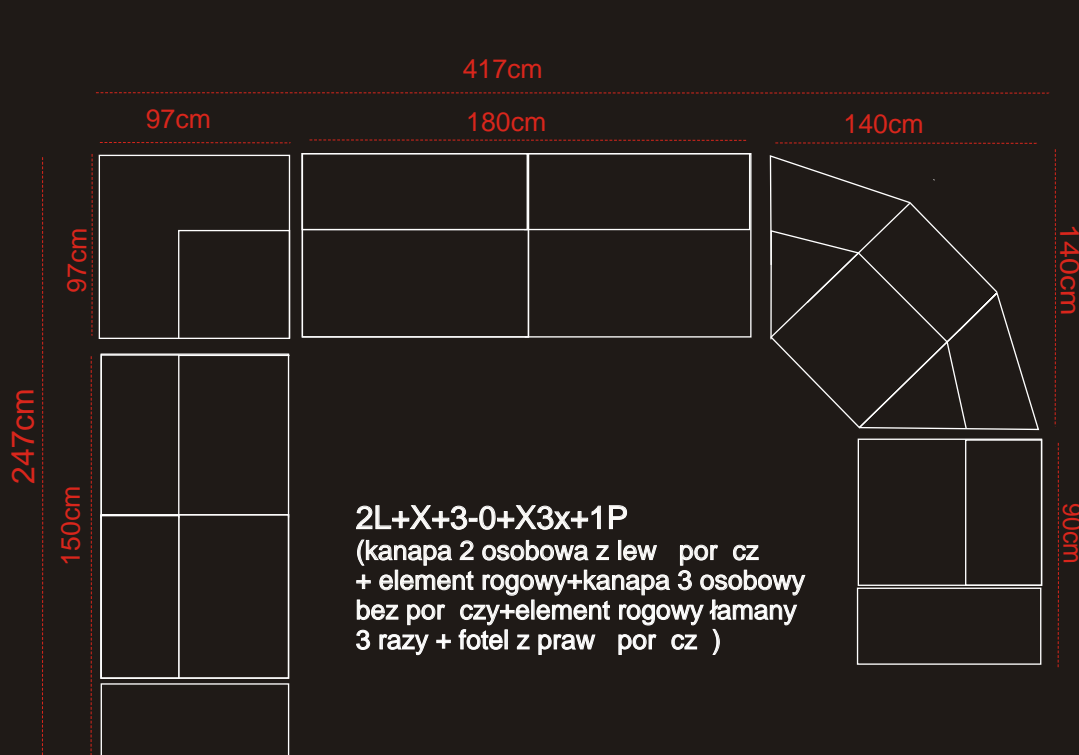 417cm
97cm
180cm
140cm
97cm
140cm
247cm
150cm
90cm
2L+X+3-0+X3x+1P
(kanapa 2 osobowa z lew por cz
+ element rogowy+kanapa 3 osobowy
bez por czy+element rogowy łamany
3 razy + fotel z praw por cz )